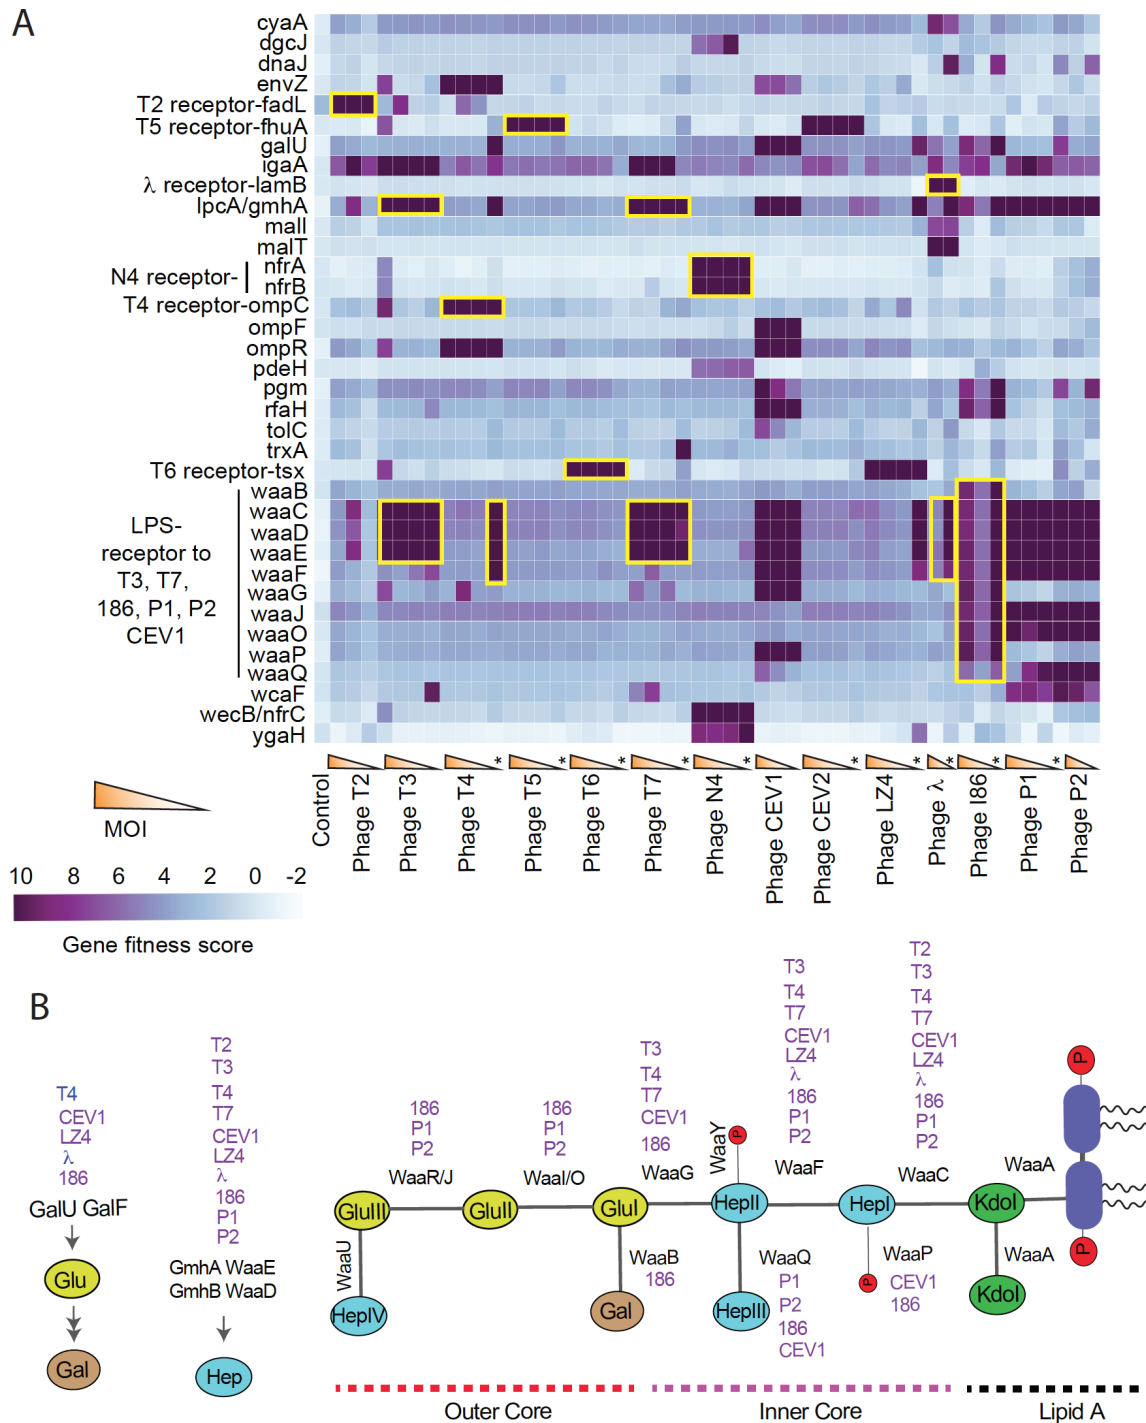 A
cyaA
dgcJ
dnaJ
envZ
T2 receptor-fadL
T5 receptor-fhuA
galU
igaA
λ receptor-lamB
lpcA/gmhA
malI
malT
N4 receptor-
nfrA
nfrB
T4 receptor-ompC
ompF
ompR
pdeH
pgm
rfaH
tolC
trxA
T6 receptor-tsx
LPS-
receptor to
T3, T7,
186, P1, P2
CEV1
waaB
waaC
waaD
waaE
waaF
waaG
waaJ
waaO
waaP
waaQ
wcaF
wecB/nfrC
ygaH
* * * * * * * * * *
Control
Phage T2
Phage T3
Phage T4
Phage T5
Phage T6
Phage T7
Phage N4
Phage CEV1
Phage CEV2
Phage LZ4
Phage λ
Phage I86
Phage P1
Phage P2
MOI
10 8 6 4 2 0 -2
Gene fitness score
B
T4
CEV1
LZ4
λ
186
GalU GalF
Glu
Gal
T2
T3
T4
T7
CEV1
LZ4
λ
186
P1
P2
GmhA WaaE
GmhB WaaD
Hep
186
P1
P2
WaaR/J
186
P1
P2
WaaI/O
T3
T4
T7
CEV1
186
WaaG
WaaY
P
T3
T4
T7
CEV1
LZ4
λ
186
P1
P2
WaaF
T2
T3
T4
T7
CEV1
LZ4
λ
186
P1
P2
WaaC
WaaA
P
GluIII
GluII
GluI
HepII
HepI
KdoI
WaaU
HepIV
WaaB
186
Gal
WaaQ
P1
P2
186
CEV1
HepIII
WaaP
P
CEV1
186
WaaA
KdoI
P
Outer Core
Inner Core
Lipid A